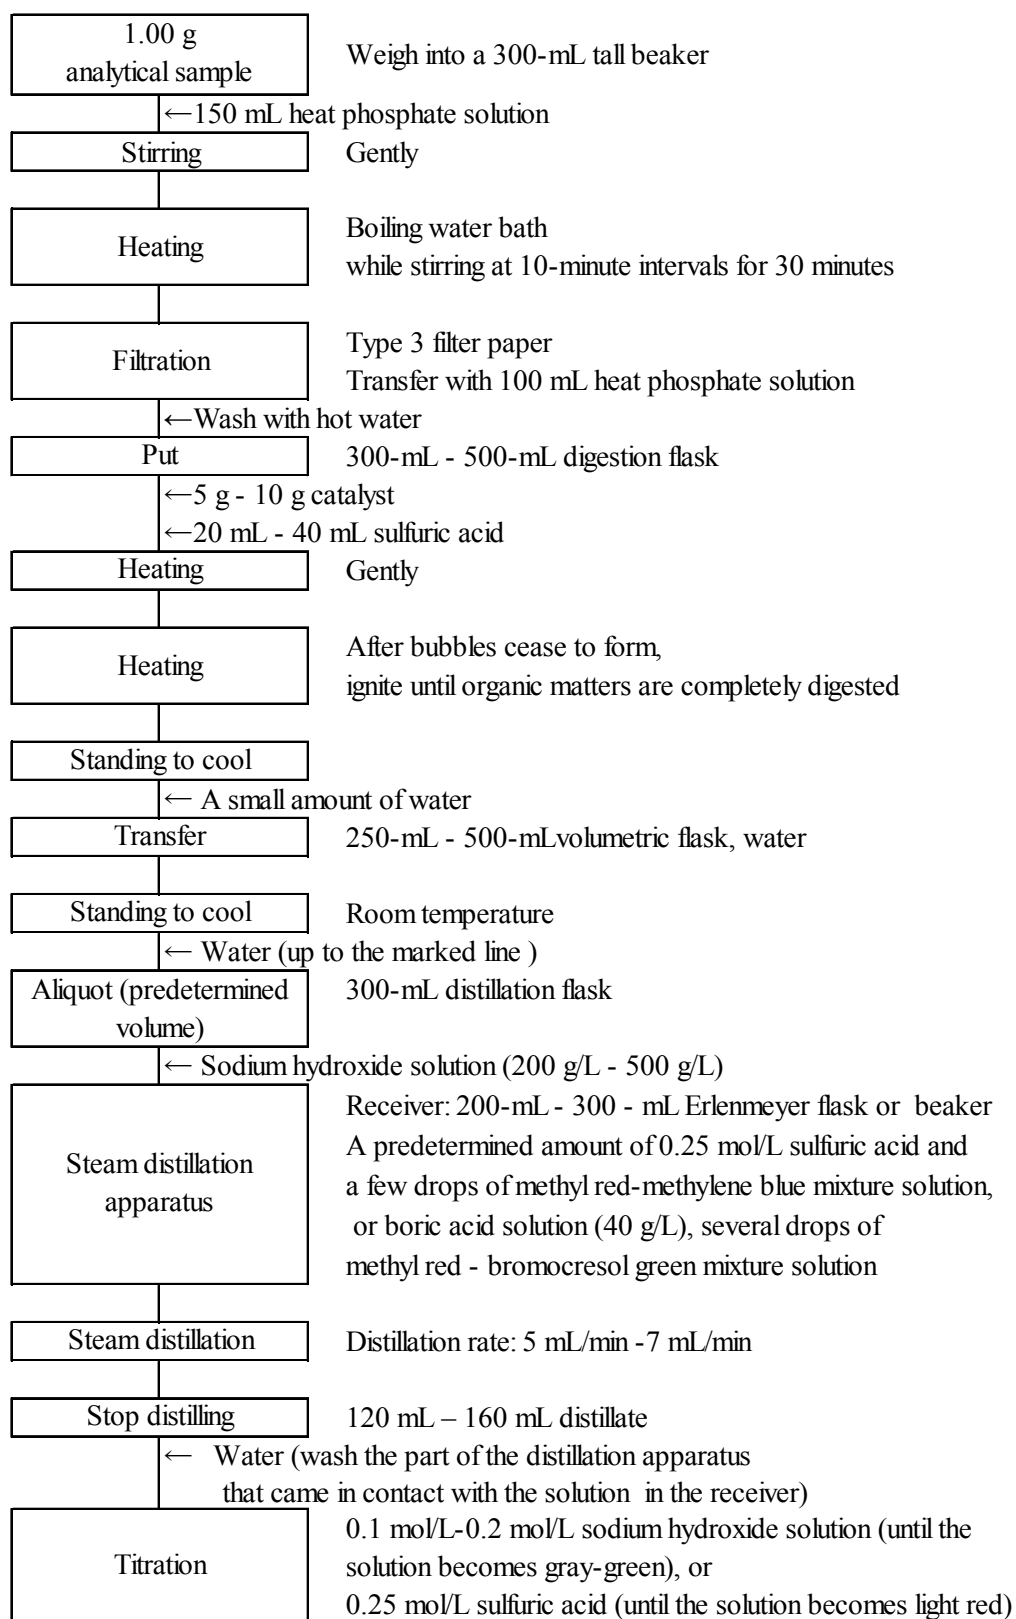 1.00 g
analytical sample
Weigh into a 300-mL tall beaker
←150 mL heat phosphate solution
Stirring
Gently
Heating
Boiling water bath
while stirring at 10-minute intervals for 30 minutes
Filtration
Type 3 filter paper
Transfer with 100 mL heat phosphate solution
←Wash with hot water
Put
300-mL - 500-mL digestion flask
←5 g - 10 g catalyst
←20 mL - 40 mL sulfuric acid
Heating
Gently
Heating
After bubbles cease to form,
ignite until organic matters are completely digested
Standing to cool
← A small amount of water
Transfer
250-mL - 500-mLvolumetric flask, water
Standing to cool
Room temperature
← Water (up to the marked line )
Aliquot (predetermined
volume)
300-mL distillation flask
← Sodium hydroxide solution (200 g/L - 500 g/L)
Steam distillation
apparatus
Receiver: 200-mL - 300 - mL Erlenmeyer flask or beaker
A predetermined amount of 0.25 mol/L sulfuric acid and
a few drops of methyl red-methylene blue mixture solution,
or boric acid solution (40 g/L), several drops of
methyl red - bromocresol green mixture solution
Steam distillation
Distillation rate: 5 mL/min -7 mL/min
Stop distilling
120 mL – 160 mL distillate
← Water (wash the part of the distillation apparatus
that came in contact with the solution in the receiver)
Titration
0.1 mol/L-0.2 mol/L sodium hydroxide solution (until the
solution becomes gray-green), or
0.25 mol/L sulfuric acid (until the solution becomes light red)